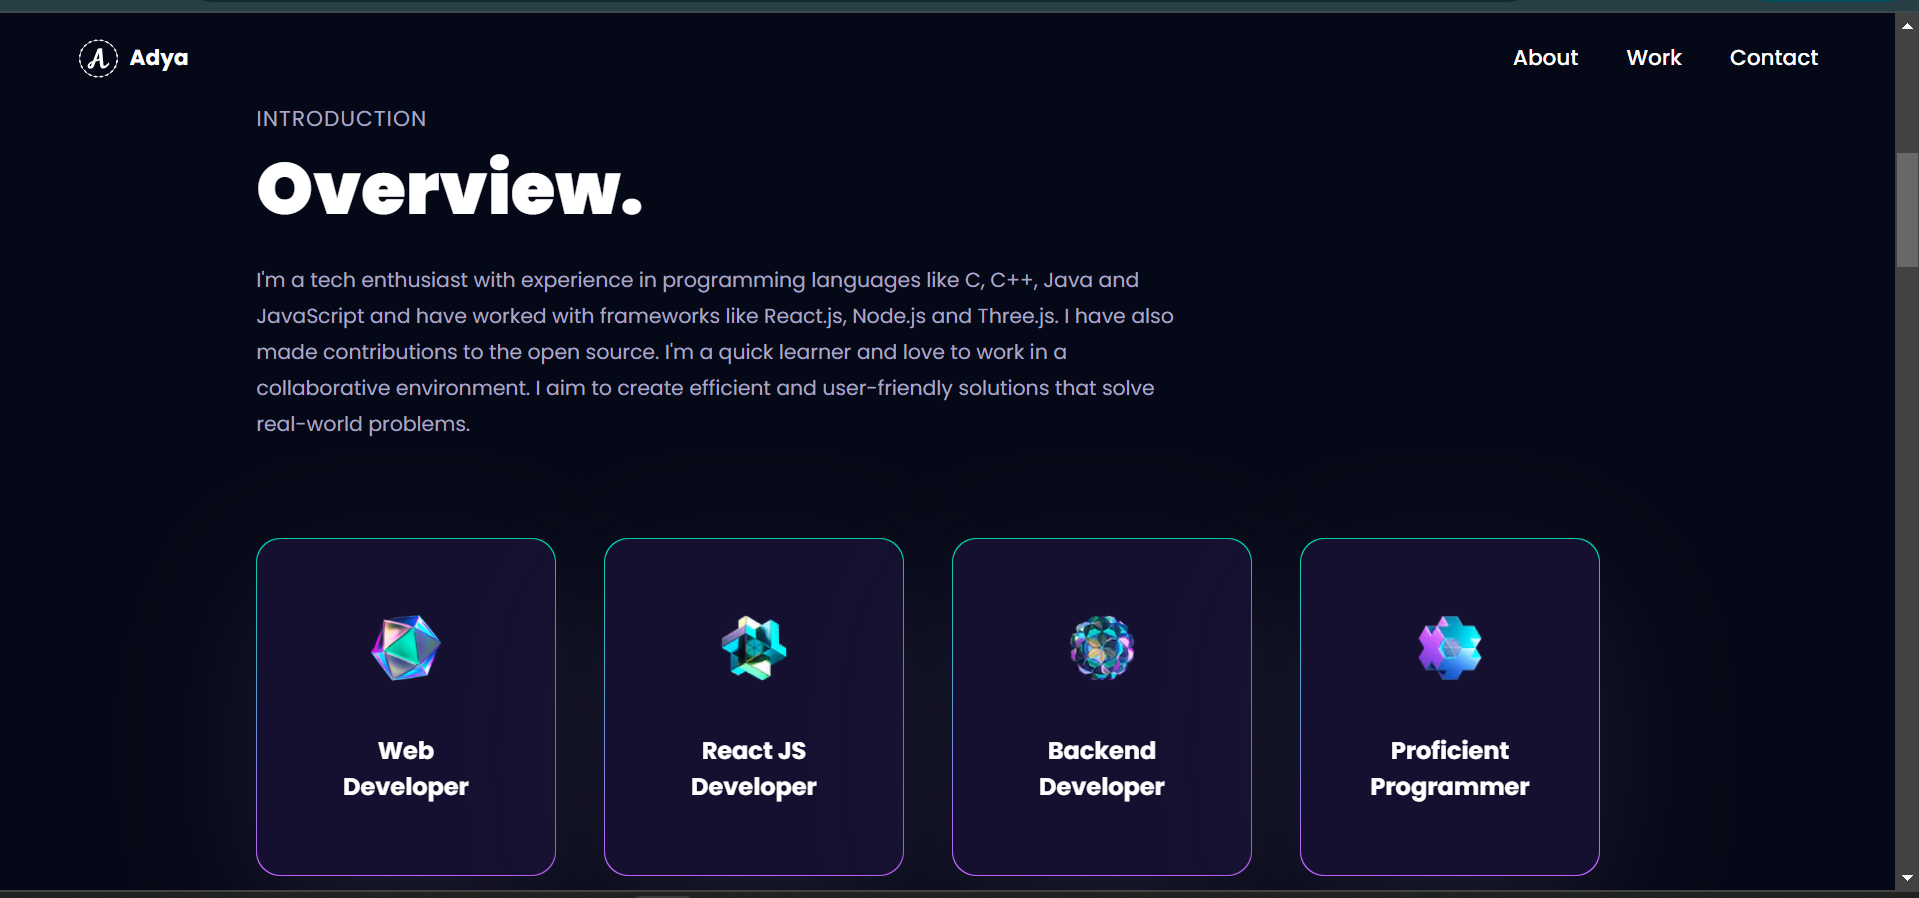 A Adya
About Work Contact
INTRODUCTION
Overview.
I'm a tech enthusiast with experience in programming languages like C, C++, Java and
JavaScript and have worked with frameworks like React.js, Node.js and Three.js. I have also
made contributions to the open source. I'm a quick learner and love to work in a
collaborative environment. I aim to create efficient and user-friendly solutions that solve
real-world problems.
Web
Developer
React JS
Developer
Backend
Developer
Proficient
Programmer